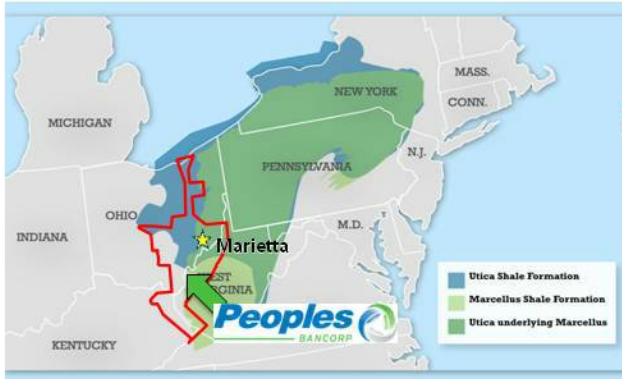 MICHIGAN
NEW YORK
MASS.
CONN.
PENNSYLVANIA
N.J.
OHIO
INDIANA
M.D.
Marietta
WEST
VIRGINIA
KENTUCKY
Peoples
BANCORP
Utica Shale Formation
Marcellus Shale Formation
Utica underlying Marcellus